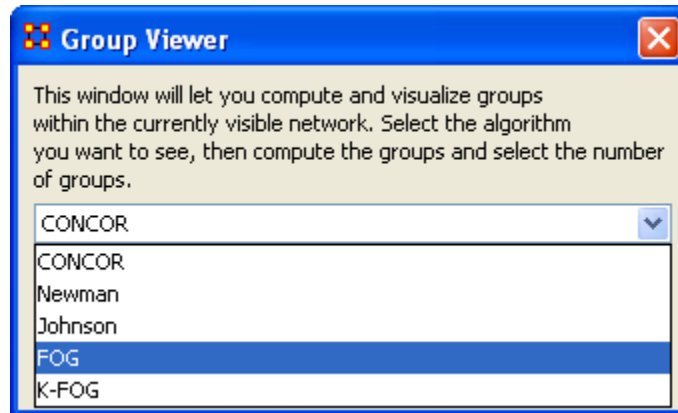 Group Viewer
This window will let you compute and visualize groups
within the currently visible network. Select the algorithm
you want to see, then compute the groups and select the number
of groups.
CONCOR
CONCOR
Newman
Johnson
FOG
K-FOG